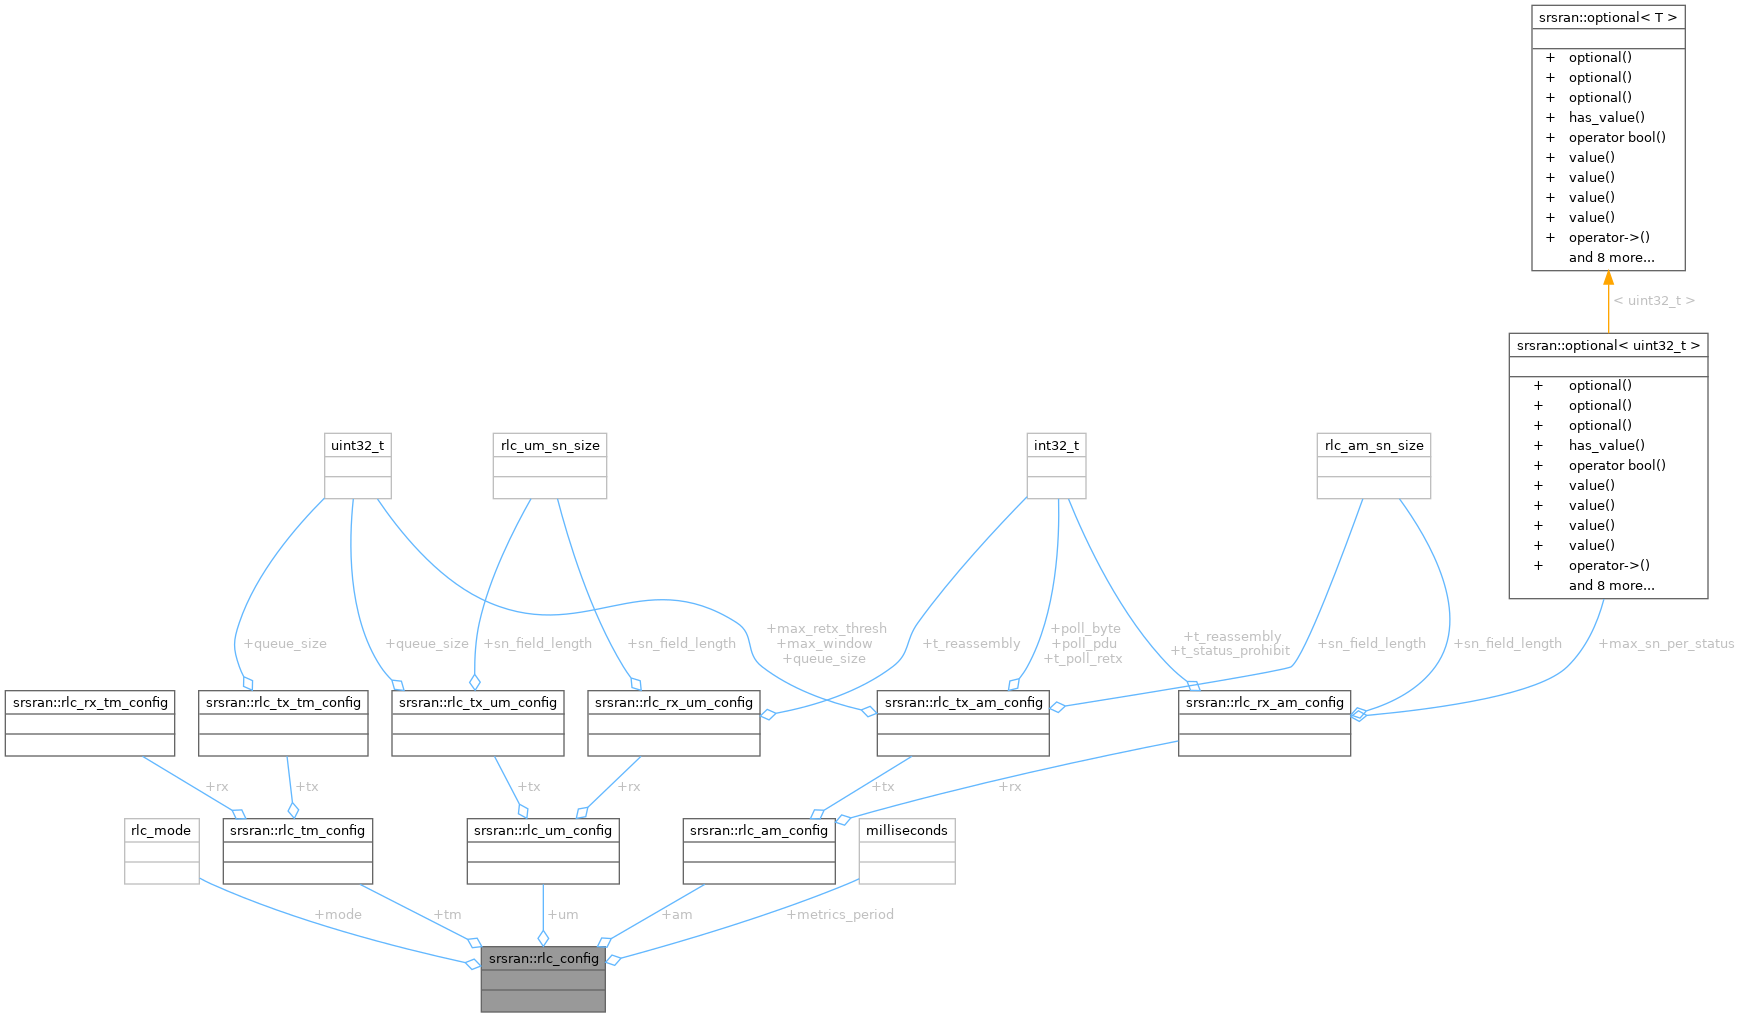 srsran::optional< T >
+ optional()
+ optional()
+ optional()
+ has_value()
+ operator bool()
+ value()
+ value()
+ value()
+ value()
+ operator->()
and 8 more...
< uint32_t >
srsran::optional< uint32_t >
+ optional()
+ optional()
+ optional()
+ has_value()
+ operator bool()
+ value()
+ value()
+ value()
+ value()
+ operator->()
and 8 more...
uint32_t
rlc_um_sn_size
int32_t
rlc_am_sn_size
+queue_size
+queue_size
+sn_field_length
+sn_field_length
+max_retx_thresh
+max_window
+queue_size
+t_reassembly
+poll_byte
+poll_pdu
+t_poll_retx
+t_reassembly
+t_status_prohibit
+sn_field_length
+sn_field_length
+max_sn_per_status
srsran::rlc_rx_tm_config
srsran::rlc_tx_tm_config
srsran::rlc_tx_um_config
srsran::rlc_rx_um_config
srsran::rlc_tx_am_config
srsran::rlc_rx_am_config
+rx
+tx
+tx
+rx
+tx
+rx
rlc_mode
srsran::rlc_tm_config
srsran::rlc_um_config
srsran::rlc_am_config
milliseconds
+mode
+tm
+um
+am
+metrics_period
srsran::rlc_config